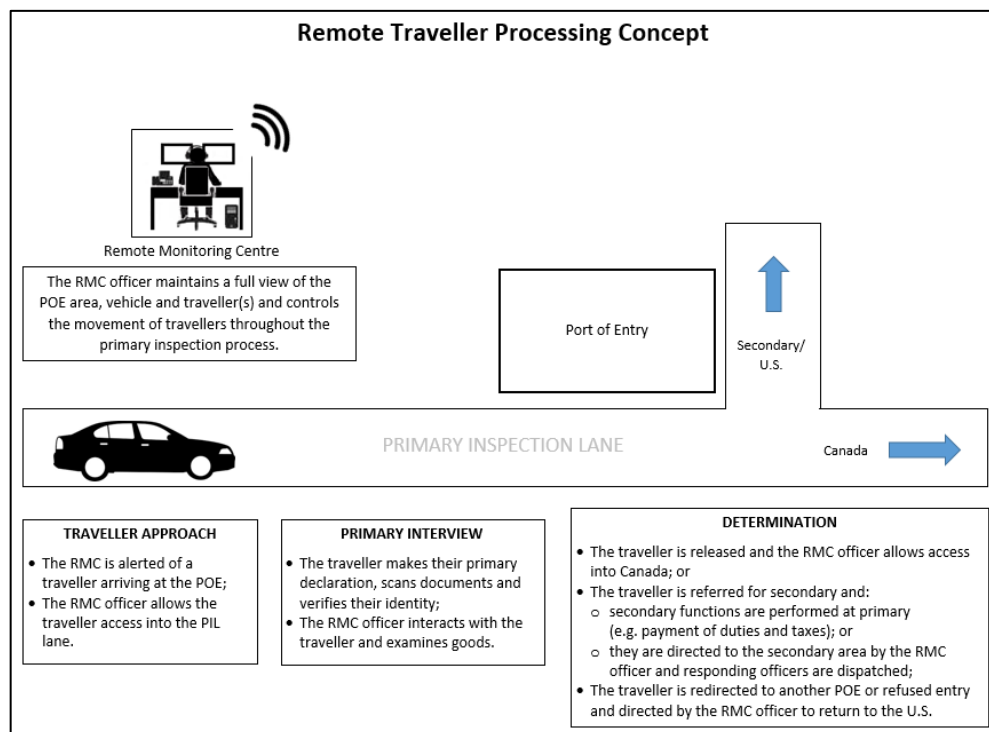 Remote Traveller Processing Concept
Remote Monitoring Centre
The RMC officer maintains a full view of the
POE area, vehicle and traveller(s) and controls
the movement of travellers throughout the
primary inspection process.
Port of Entry
Secondary/
U.S.
PRIMARY INSPECTION LANE
Canada
TRAVELLER APPROACH
• The RMC is alerted of a
traveller arriving at the POE;
• The RMC officer allows the
traveller access into the PIL
lane.
PRIMARY INTERVIEW
• The traveller makes their primary
declaration, scans documents and
verifies their identity;
• The RMC officer interacts with the
traveller and examines goods.
DETERMINATION
• The traveller is released and the RMC officer allows access
into Canada; or
• The traveller is referred for secondary and:
o secondary functions are performed at primary
(e.g. payment of duties and taxes); or
o they are directed to the secondary area by the RMC
officer and responding officers are dispatched;
• The traveller is redirected to another POE or refused entry
and directed by the RMC officer to return to the U.S.